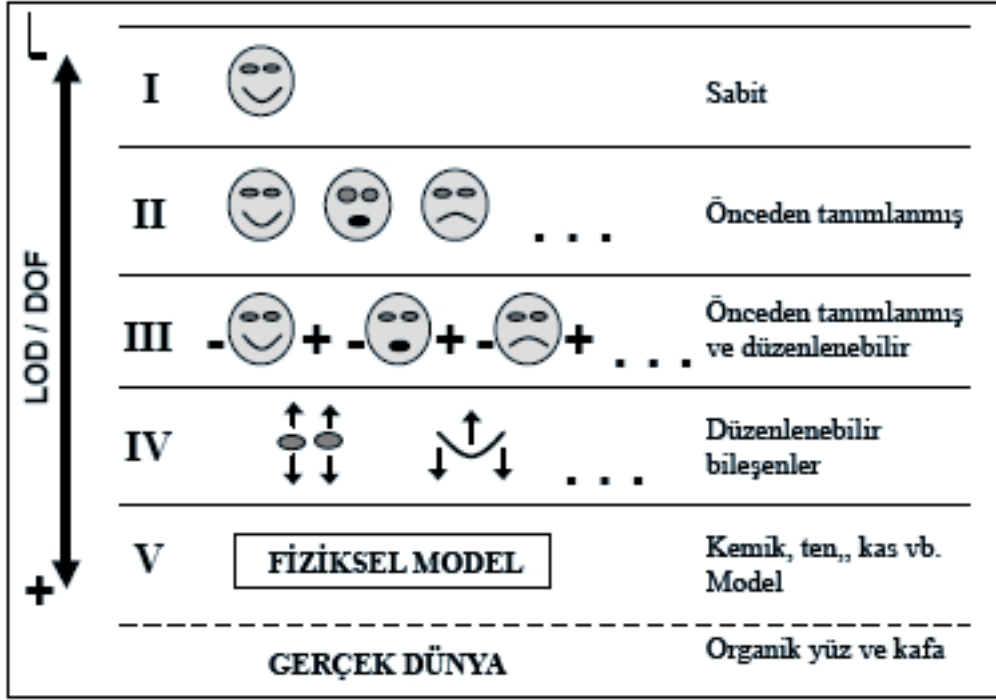 -
I
Sabit
II
. . .
Önceden tanımlanmış
LOD / DOF
III
- + - + - + . . .
Önceden tanımlanmış
ve düzenlenebilir
IV
. . .
Düzenlenebilir
bileşenler
V
FİZİKSEL MODEL
Kemik, ten,, kas vb.
Model
+
GERÇEK DÜNYA
Organik yüz ve kafa